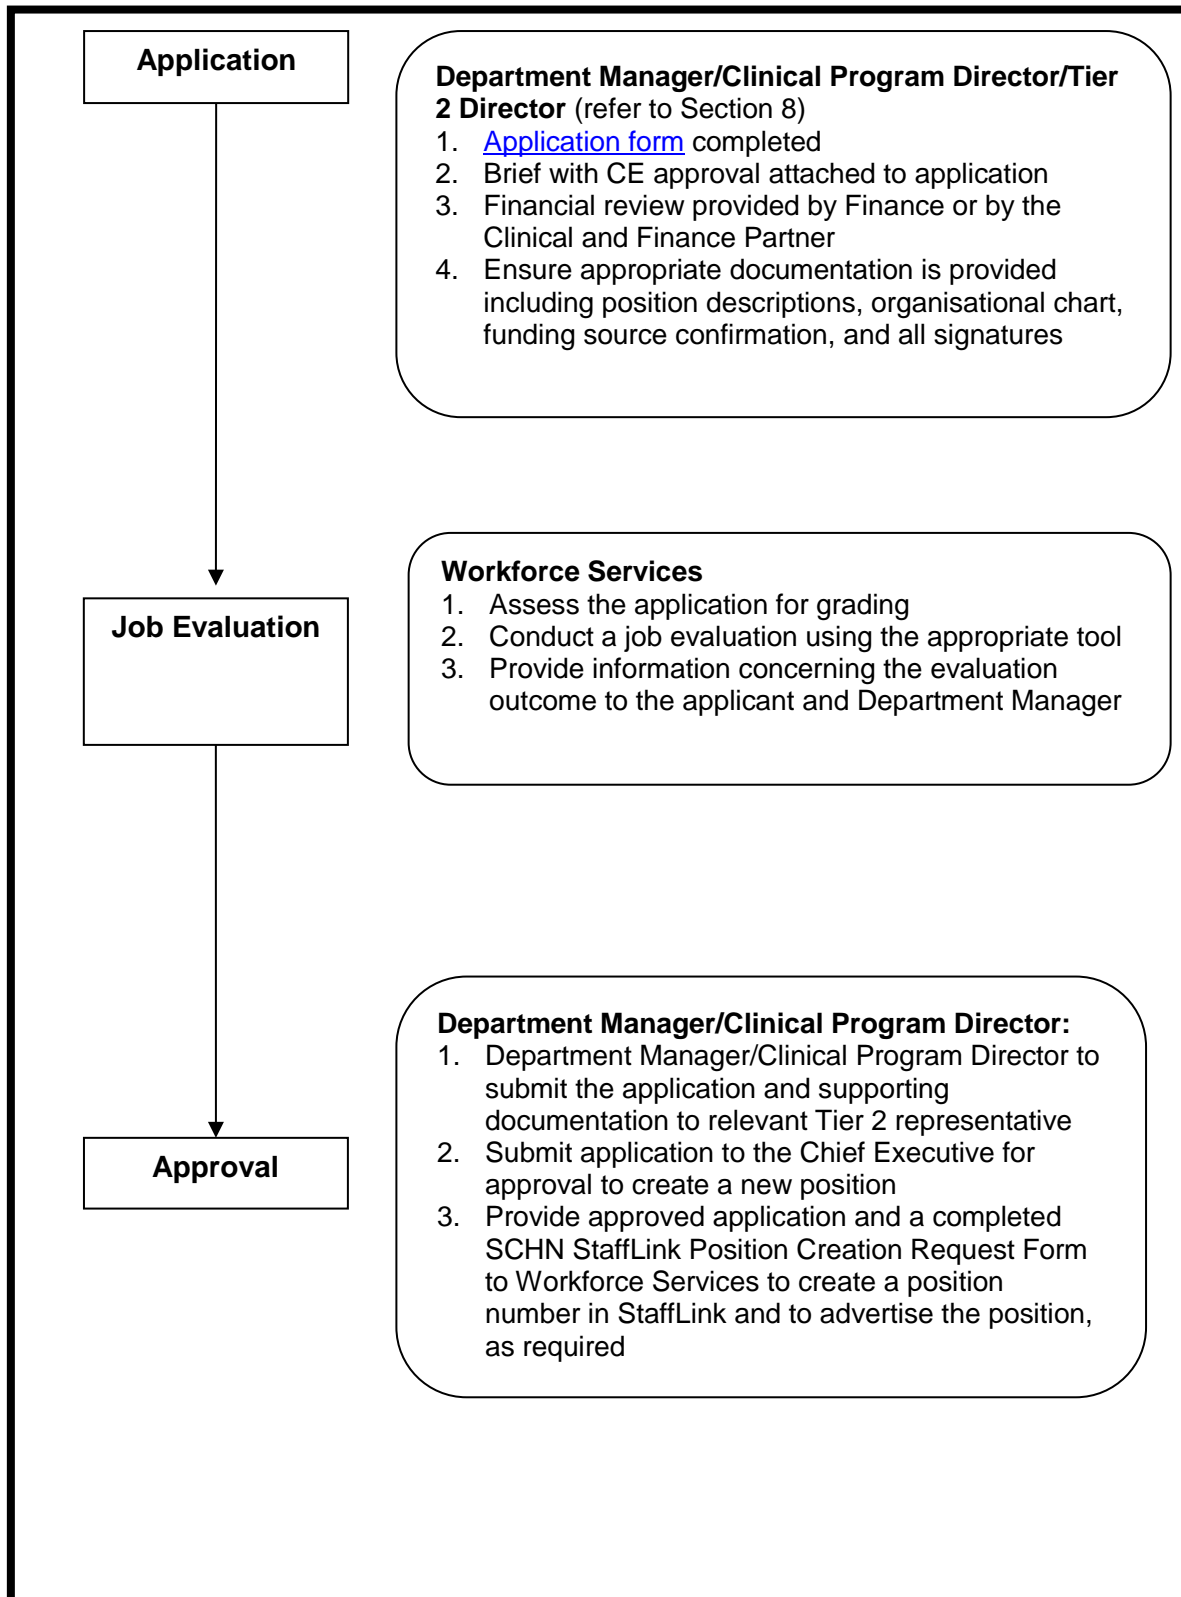 Application
Department Manager/Clinical Program Director/Tier
2 Director (refer to Section 8)
1. Application form completed
2. Brief with CE approval attached to application
3. Financial review provided by Finance or by the
Clinical and Finance Partner
4. Ensure appropriate documentation is provided
including position descriptions, organisational chart,
funding source confirmation, and all signatures
Job Evaluation
Workforce Services
1. Assess the application for grading
2. Conduct a job evaluation using the appropriate tool
3. Provide information concerning the evaluation
outcome to the applicant and Department Manager
Approval
Department Manager/Clinical Program Director:
1. Department Manager/Clinical Program Director to
submit the application and supporting
documentation to relevant Tier 2 representative
2. Submit application to the Chief Executive for
approval to create a new position
3. Provide approved application and a completed
SCHN StaffLink Position Creation Request Form
to Workforce Services to create a position
number in StaffLink and to advertise the position,
as required